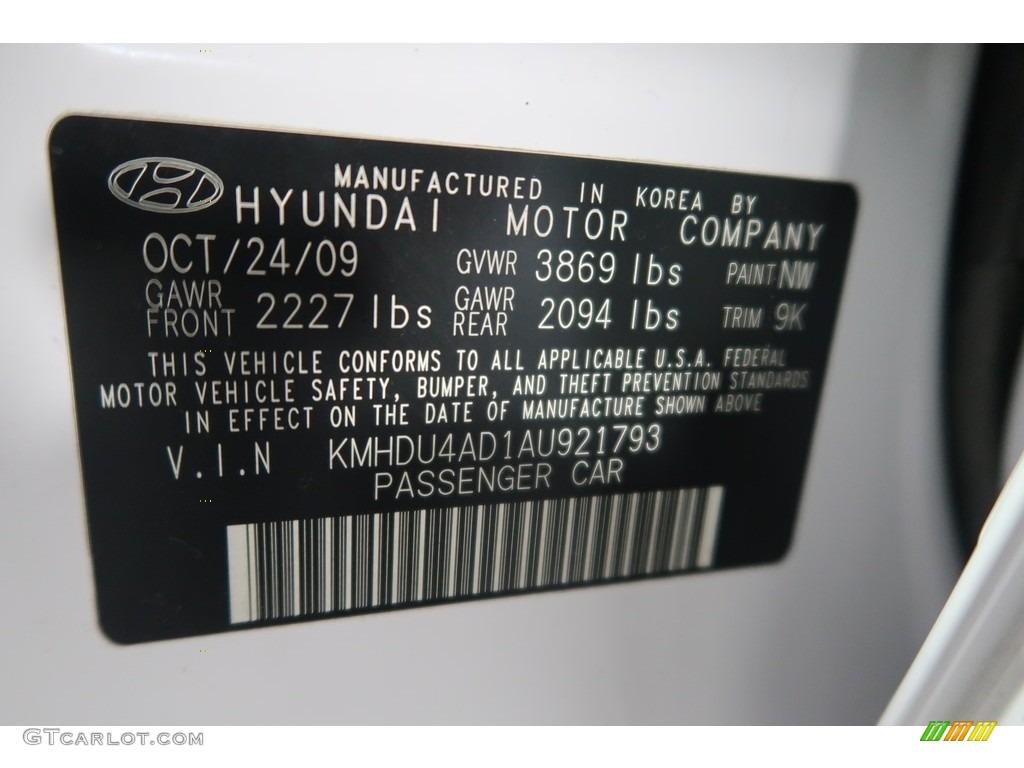 MANUFACTURED IN KOREA BY
HYUNDAI MOTOR COMPANY
OCT/24/09 GVWR 3869 lbs PAINT NW
GAWR FRONT 2227 lbs GAWR REAR 2094 lbs TRIM 9K
THIS VEHICLE CONFORMS TO ALL APPLICABLE U.S.A. FEDERAL
MOTOR VEHICLE SAFETY, BUMPER, AND THEFT PREVENTION STANDARDS
IN EFFECT ON THE DATE OF MANUFACTURE SHOWN ABOVE
V.I.N KMHDU4AD1AU921793
PASSENGER CAR
GTCARLOT.COM